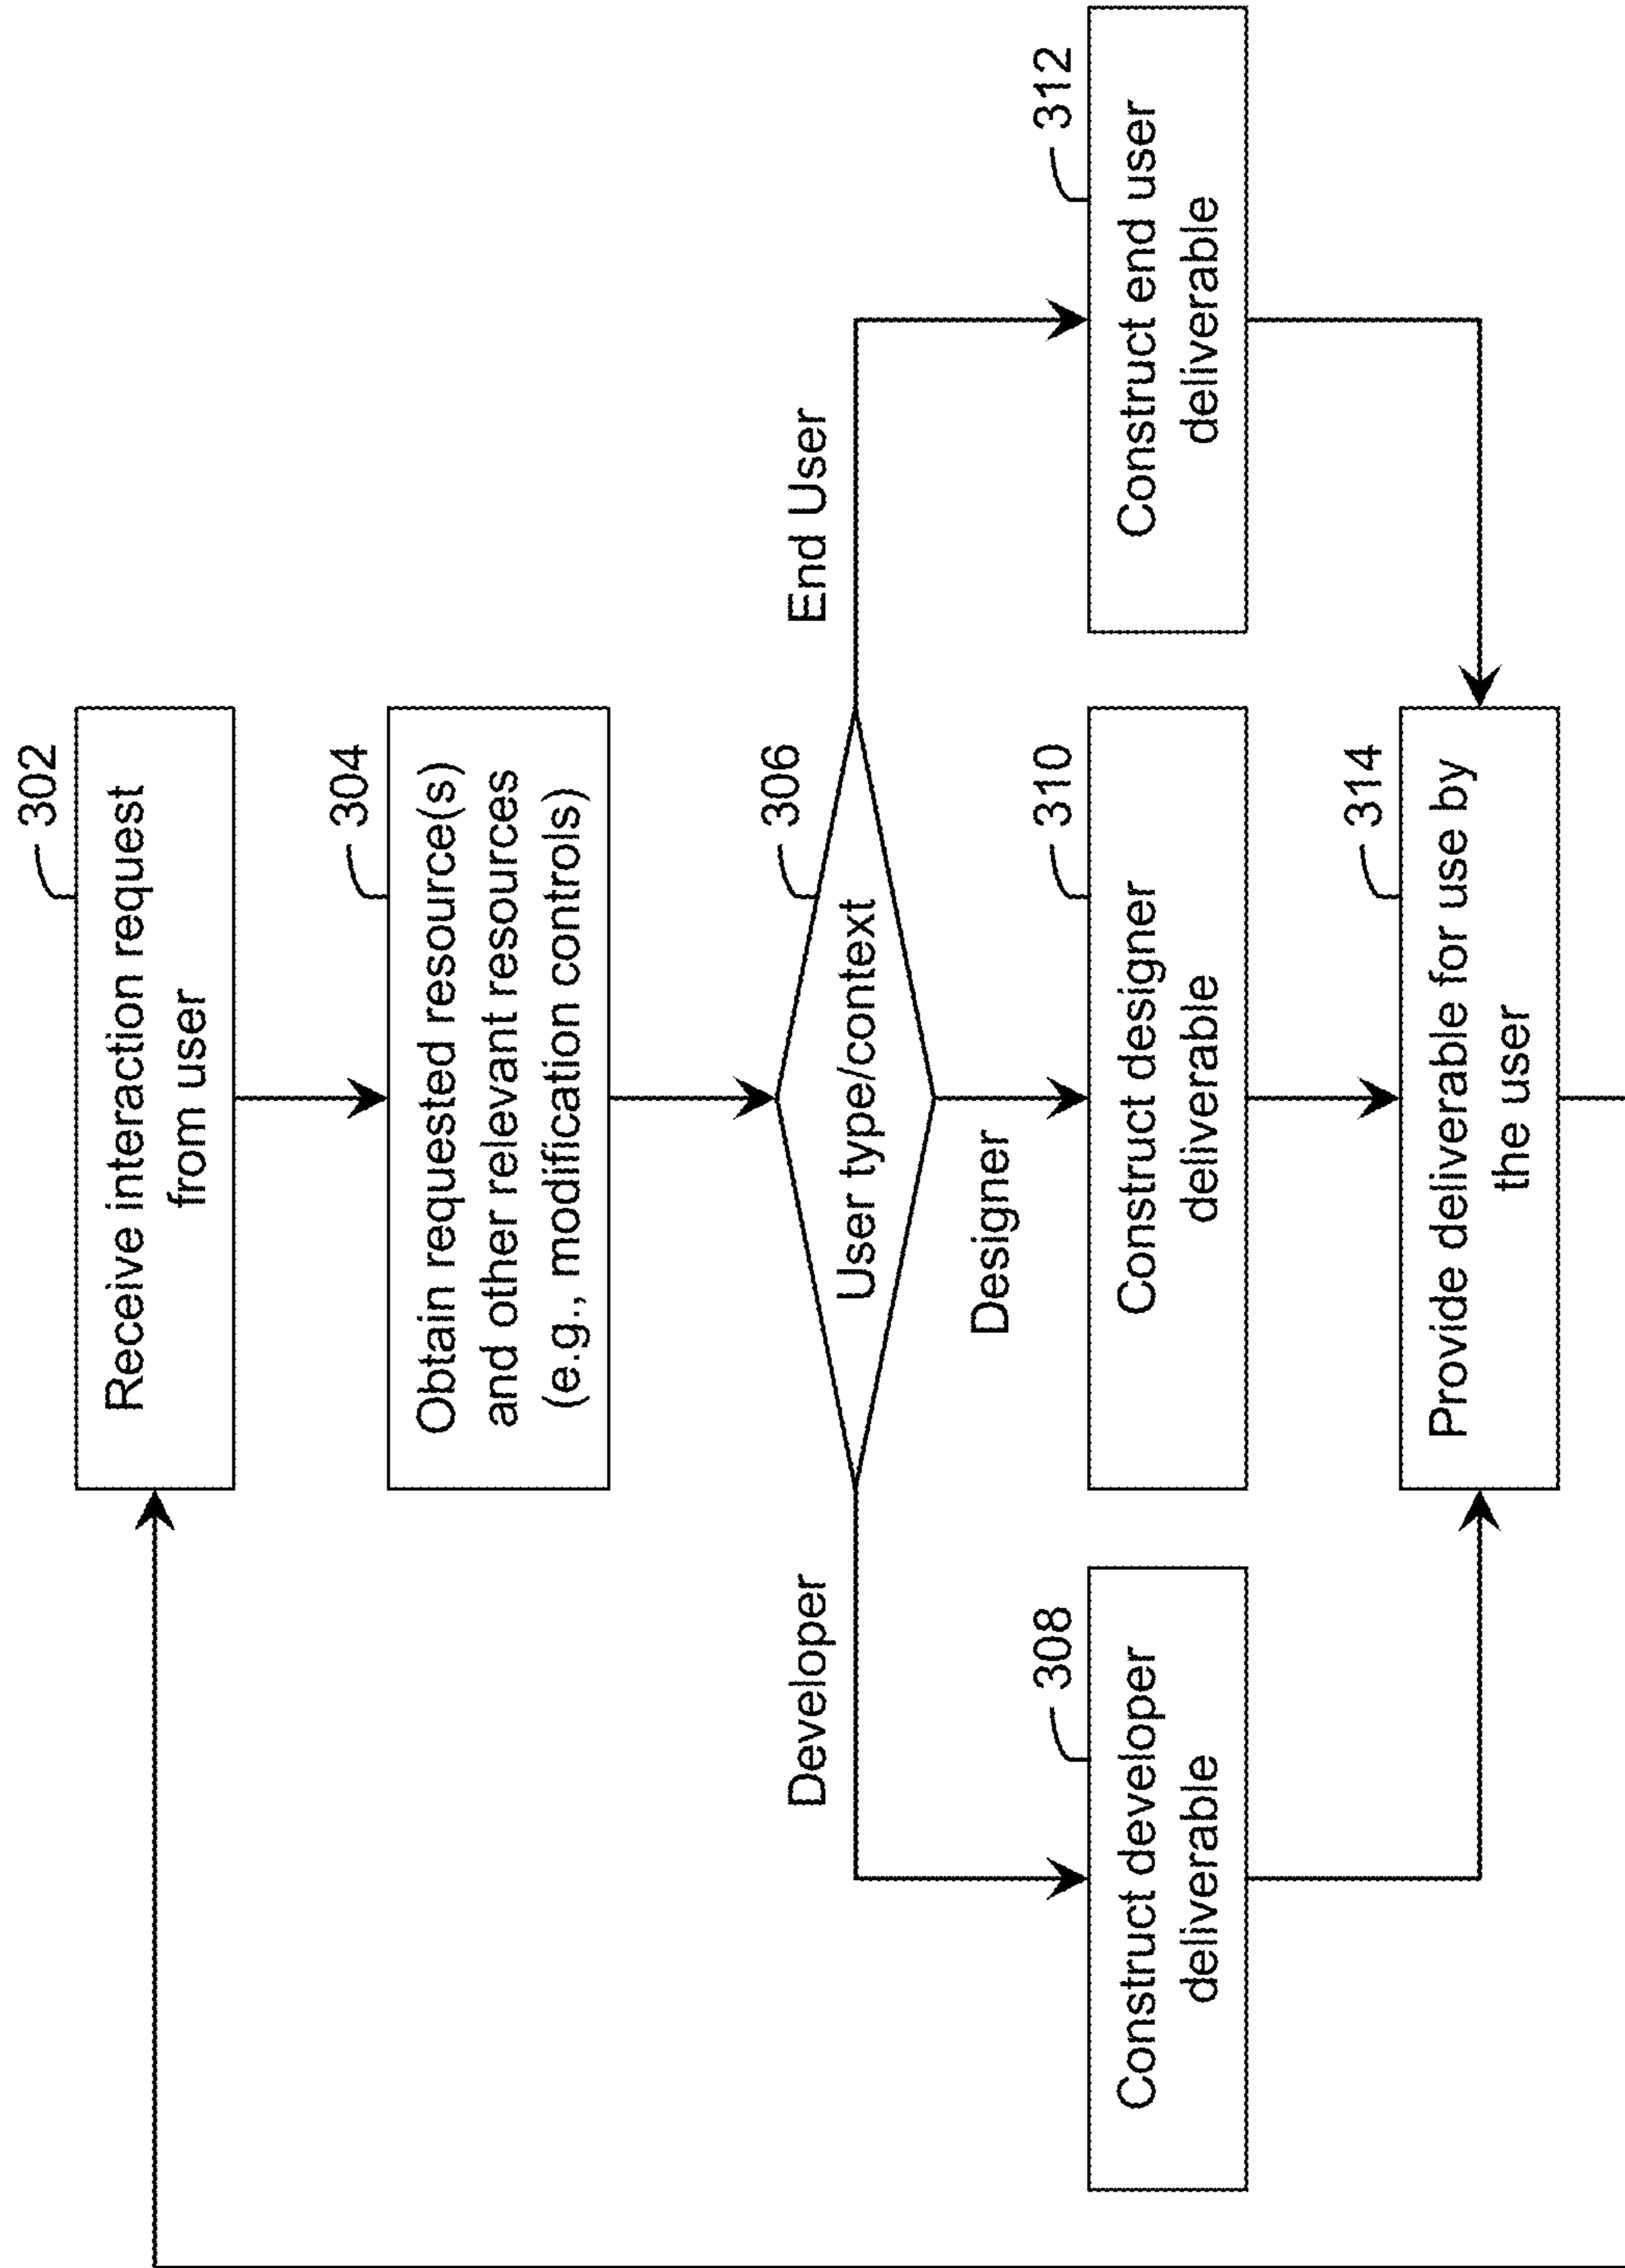 302
Receive interaction request
from user
304
Obtain requested resource(s)
and other relevant resources
(e.g., modification controls)
306
User type/context
Developer
End User
Designer
308
Construct developer
deliverable
310
Construct designer
deliverable
312
Construct end user
deliverable
314
Provide deliverable for use by
the user